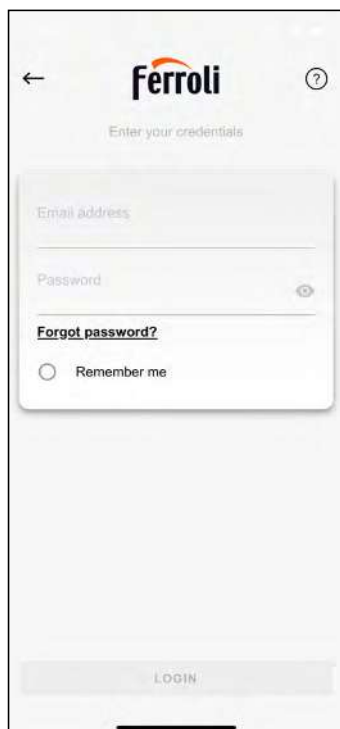 Ferroli
?
Enter your credentials
Email address
Password
Forgot password?
Remember me
LOGIN